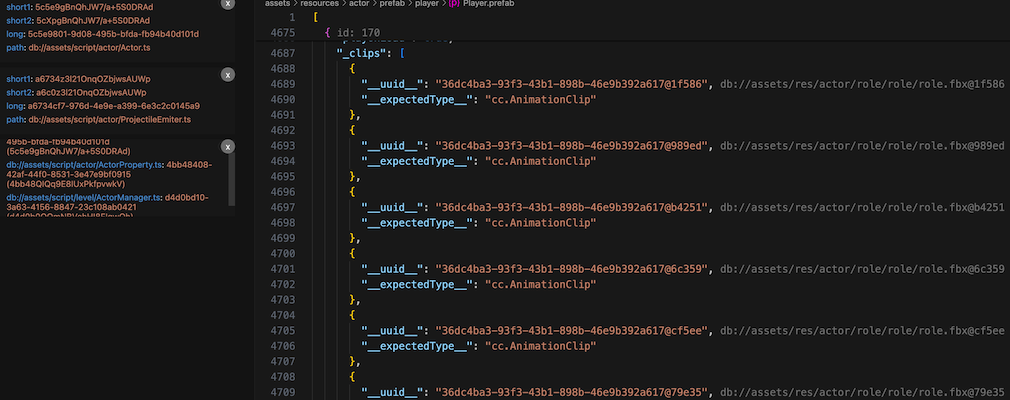 short1: 5c5e9gBnQhJW7/a+5S0DRAd
short2: 5cXpgBnQhJW7/a+5S0DRAd
long: 5c5e9801-9d08-495b-bfda-fb94b40d101d
path: db://assets/script/actor/Actor.ts
x
short1: a6734z3l21OnqOZbjwsAUWp
short2: a6c0z3l21OnqOZbjwsAUWp
long: a6734cf7-976d-4e9e-a399-6e3c2c0145a9
path: db://assets/script/actor/ProjectileEmiter.ts
x
495b-bfda-fb94b40d101d
(5c5e9gBnQhJW7/a+5S0DRAd)
db://assets/script/actor/ActorProperty.ts: 4bb48408-
42af-44f0-8531-3e47e9bf0915
(4bb48QIQq9E8IUxPkfpvwkV)
db://assets/script/level/ActorManager.ts: d4d0bd10-
3a63-4156-8847-23c108ab0421
x
assets > resources > actor > prefab > player > [P] Player.prefab
1 [
4675 { id: 170
4687 "_clips": [
4688 {
4689 "__uuid__": "36dc4ba3-93f3-43b1-898b-46e9b392a617@1f586", db://assets/res/actor/role/role/role.fbx@1f586
4690 "__expectedType__": "cc.AnimationClip"
4691 },
4692 {
4693 "__uuid__": "36dc4ba3-93f3-43b1-898b-46e9b392a617@989ed", db://assets/res/actor/role/role/role.fbx@989ed
4694 "__expectedType__": "cc.AnimationClip"
4695 },
4696 {
4697 "__uuid__": "36dc4ba3-93f3-43b1-898b-46e9b392a617@b4251", db://assets/res/actor/role/role/role.fbx@b4251
4698 "__expectedType__": "cc.AnimationClip"
4699 },
4700 {
4701 "__uuid__": "36dc4ba3-93f3-43b1-898b-46e9b392a617@6c359", db://assets/res/actor/role/role/role.fbx@6c359
4702 "__expectedType__": "cc.AnimationClip"
4703 },
4704 {
4705 "__uuid__": "36dc4ba3-93f3-43b1-898b-46e9b392a617@cf5ee", db://assets/res/actor/role/role/role.fbx@cf5ee
4706 "__expectedType__": "cc.AnimationClip"
4707 },
4708 {
4709 "__uuid__": "36dc4ba3-93f3-43b1-898b-46e9b392a617@79e35", db://assets/res/actor/role/role/role.fbx@79e35